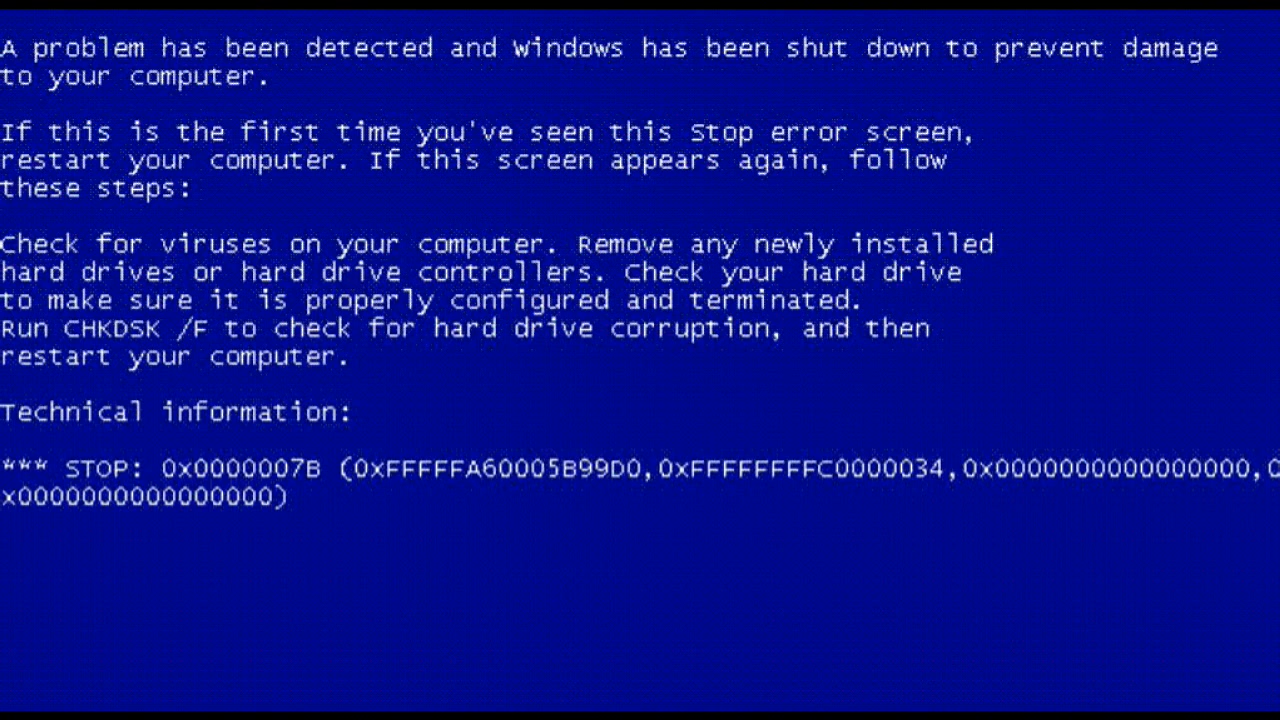 A problem has been detected and Windows has been shut down to prevent damage
to your computer.
If this is the first time you've seen this Stop error screen,
restart your computer. If this screen appears again, follow
these steps:
Check for viruses on your computer. Remove any newly installed
hard drives or hard drive controllers. Check your hard drive
to make sure it is properly configured and terminated.
Run CHKDSK /F to check for hard drive corruption, and then
restart your computer.
Technical information:
*** STOP: 0x0000007B (0xFFFFFA60005B99D0,0xFFFFFFFFC0000034,0x0000000000000000,0
x0000000000000000)